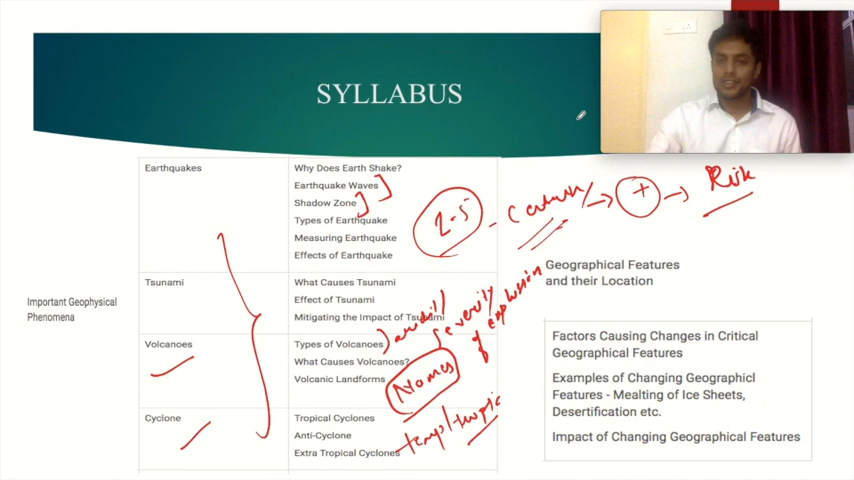 SYLLABUS
Earthquakes
Why Does Earth Shake?
Earthquake Waves
Shadow Zone
Types of Earthquake
Measuring Earthquake
Effects of Earthquake
2-5
+
Risk
Important Geophysical
Phenomena
Tsunami
What Causes Tsunami
Effect of Tsunami
Mitigating the Impact of Tsunami
Volcanoes
Types of Volcanoes
What Causes Volcanoes?
Volcanic Landforms
severity
of explosion
Names
Cyclone
Tropical Cyclones
Anti-Cyclone
Extra Tropical Cyclones
temp/tropic
Geographical Features
and their Location
Factors Causing Changes in Critical
Geographical Features
Examples of Changing Geographicl
Features - Mealting of Ice Sheets,
Desertification etc.
Impact of Changing Geographical Features